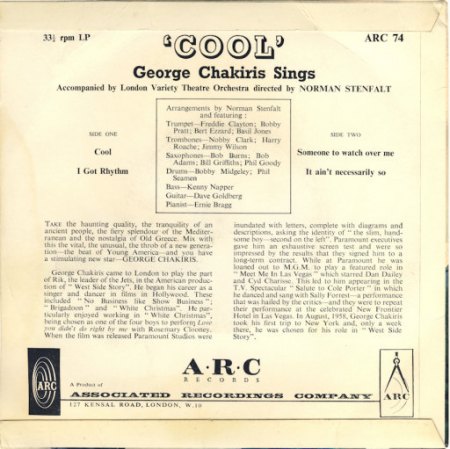 33⅓ rpm LP
ARC 74
'COOL'
George Chakiris Sings
Accompanied by London Variety Theatre Orchestra directed by NORMAN STENFALT
SIDE ONE
Cool
I Got Rhythm
Arrangements by Norman Stenfalt
and featuring :
Trumpet—Freddie Clayton; Bobby
Pratt; Bert Ezzard; Basil Jones
Trombones—Nobby Clark; Harry
Roache; Jimmy Wilson
Saxophones—Bob Burns; Bob
Adams; Bill Griffiths; Phil Goody
Drums—Bobby Midgeley; Phil
Seamen
Bass—Kenny Napper
Guitar—Dave Goldberg
Pianist—Ernie Bragg
SIDE TWO
Someone to watch over me
It ain't necessarily so
TAKE the haunting quality, the tranquility of an
ancient people, the fiery splendour of the Mediter-
ranean and the nostalgia of Old Greece. Mix with
this the vital, the unusual, the throb of a new genera-
tion—the beat of Young America—and you have
a stimulating new star—GEORGE CHAKIRIS.
George Chakiris came to London to play the part
of Rik, the leader of the Jets, in the American produc-
tion of " West Side Story ". He began his career as a
singer and dancer in films in Hollywood. These
included " No Business like Show Business";
" Brigadoon " and " White Christmas". He par-
ticularly enjoyed working in " White Christmas",
being chosen as one of the four boys to perform Love
you didn't do right by me with Rosemary Clooney.
When the film was released Paramount Studios were
inundated with letters, complete with diagrams and
descriptions, asking the identity of " the slim, hand-
some boy—second on the left". Paramount executives
gave him an exhaustive screen test and were so
impressed by the results that they signed him to a
long-term contract. While at Paramount he was
loaned out to M.G.M. to play a featured role in
" Meet Me In Las Vegas " which starred Dan Dailey
and Cyd Charisse. This led to him appearing in the
T.V. Spectacular " Salute to Cole Porter " in which
he danced and sang with Sally Forrest—a performance
that was hailed by the critics—and they were to repeat
their performance at the celebrated New Frontier
Hotel in Las Vegas. In August, 1958, George Chakiris
took his first trip to New York and, only a week
there, he was chosen for his role in " West
Side Story".
ARC
A·R·C
RECORDS
A Product of
ASSOCIATED RECORDINGS COMPANY
127 KENSAL ROAD, LONDON, W.10
ARC